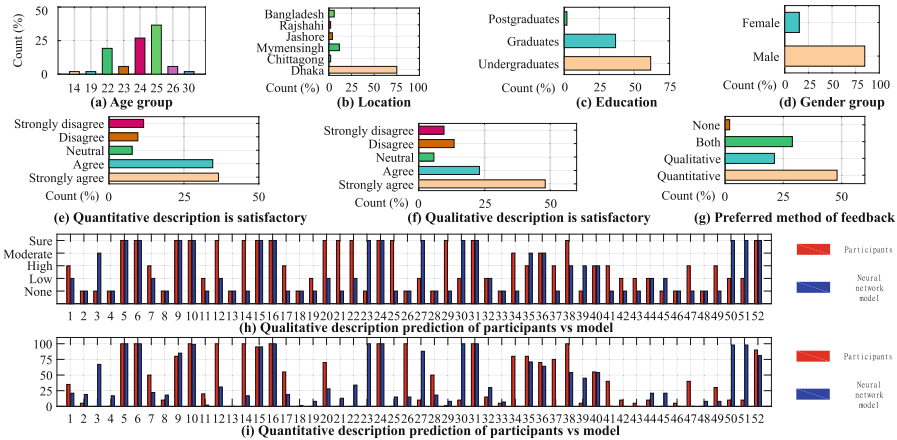 50
25
0
Count (%)
14 19 22 23 24 25 26 30
(a) Age group
Bangladesh
Rajshahi
Jashore
Mymensingh
Chittagong
Dhaka
0 25 50 75 100
Count (%)
(b) Location
Postgraduates
Graduates
Undergraduates
0 25 50 75
Count (%)
(c) Education
Female
Male
0 25 50 75 100
Count (%)
(d) Gender group
Strongly disagree
Disagree
Neutral
Agree
Strongly agree
0 25 50
Count (%)
(e) Quantitative description is satisfactory
Strongly disagree
Disagree
Neutral
Agree
Strongly agree
0 25 50
Count (%)
(f) Qualitative description is satisfactory
None
Both
Qualitative
Quantitative
0 25 50
Count (%)
(g) Preferred method of feedback
Sure
Moderate
High
Low
None
1 2 3 4 5 6 7 8 9 10 11 12 13 14 15 16 17 18 19 20 21 22 23 24 25 26 27 28 29 30 31 32 33 34 35 36 37 38 39 40 41 42 43 44 45 46 47 48 49 50 51 52
(h) Qualitative description prediction of participants vs model
Participants
Neural
network
model
100
75
50
25
0
1 2 3 4 5 6 7 8 9 10 11 12 13 14 15 16 17 18 19 20 21 22 23 24 25 26 27 28 29 30 31 32 33 34 35 36 37 38 39 40 41 42 43 44 45 46 47 48 49 50 51 52
(i) Quantitative description prediction of participants vs model
Participants
Neural
network
model